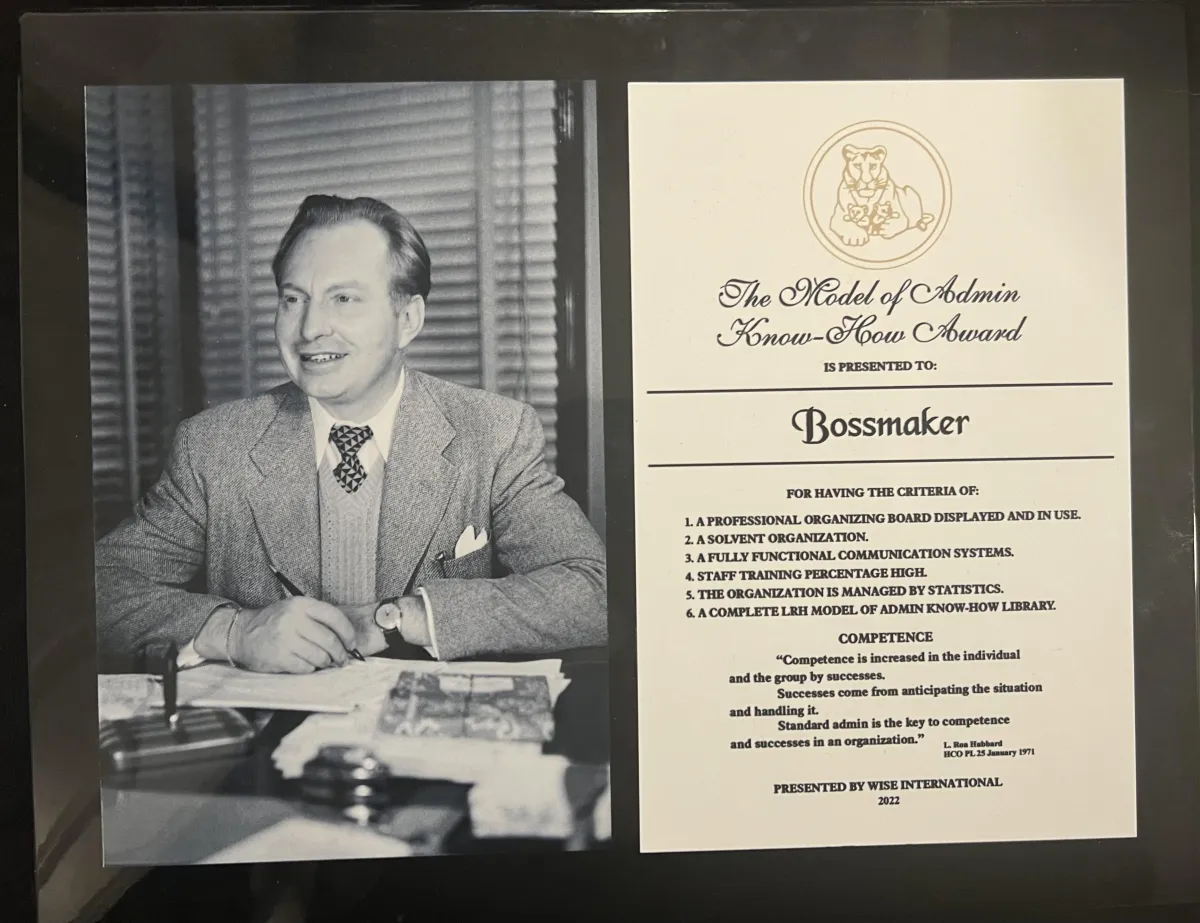 The Model of Admin
Know-How Award
IS PRESENTED TO:
Bossmaker
FOR HAVING THE CRITERIA OF:
1. A PROFESSIONAL ORGANIZING BOARD DISPLAYED AND IN USE.
2. A SOLVENT ORGANIZATION.
3. A FULLY FUNCTIONAL COMMUNICATION SYSTEMS.
4. STAFF TRAINING PERCENTAGE HIGH.
5. THE ORGANIZATION IS MANAGED BY STATISTICS.
6. A COMPLETE LRH MODEL OF ADMIN KNOW-HOW LIBRARY.
COMPETENCE
“Competence is increased in the individual
and the group by successes.
Successes come from anticipating the situation
and handling it.
Standard admin is the key to competence
and successes in an organization.”
L. Ron Hubbard
HCO PL 25 January 1971
PRESENTED BY WISE INTERNATIONAL
2022